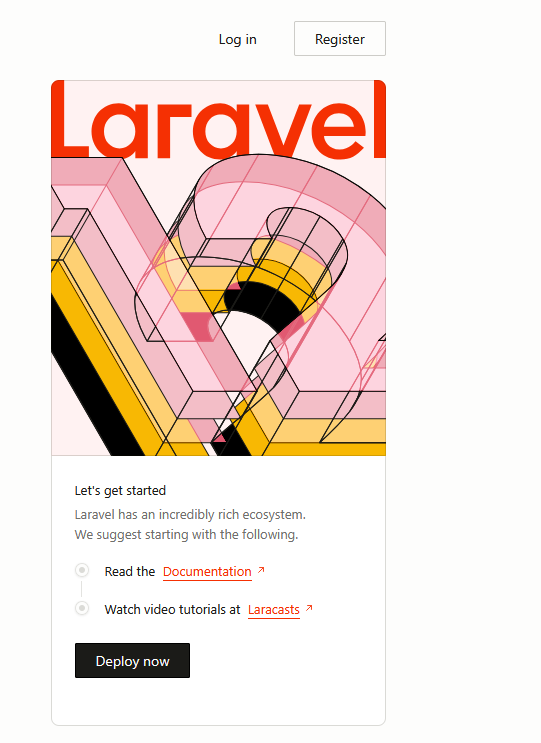 Log in
Register
Laravel
Let's get started
Laravel has an incredibly rich ecosystem.
We suggest starting with the following.
Read the Documentation
Watch video tutorials at Laracasts
Deploy now